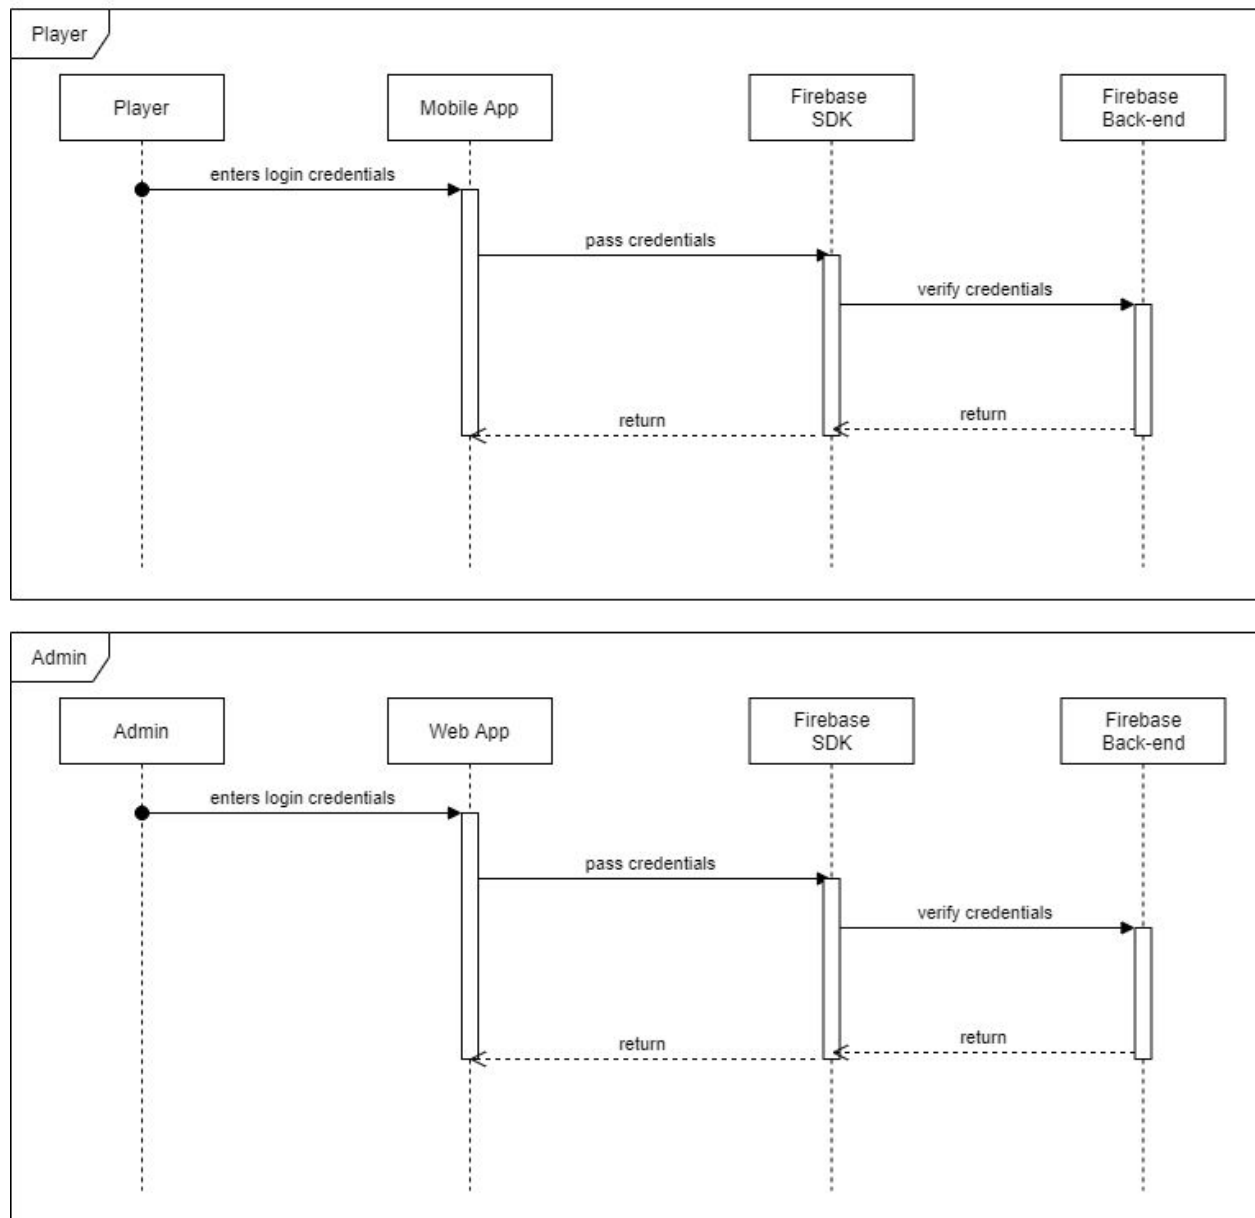 Player
Player
Mobile App
Firebase
SDK
Firebase
Back-end
enters login credentials
pass credentials
verify credentials
return
return
Admin
Admin
Web App
Firebase
SDK
Firebase
Back-end
enters login credentials
pass credentials
verify credentials
return
return